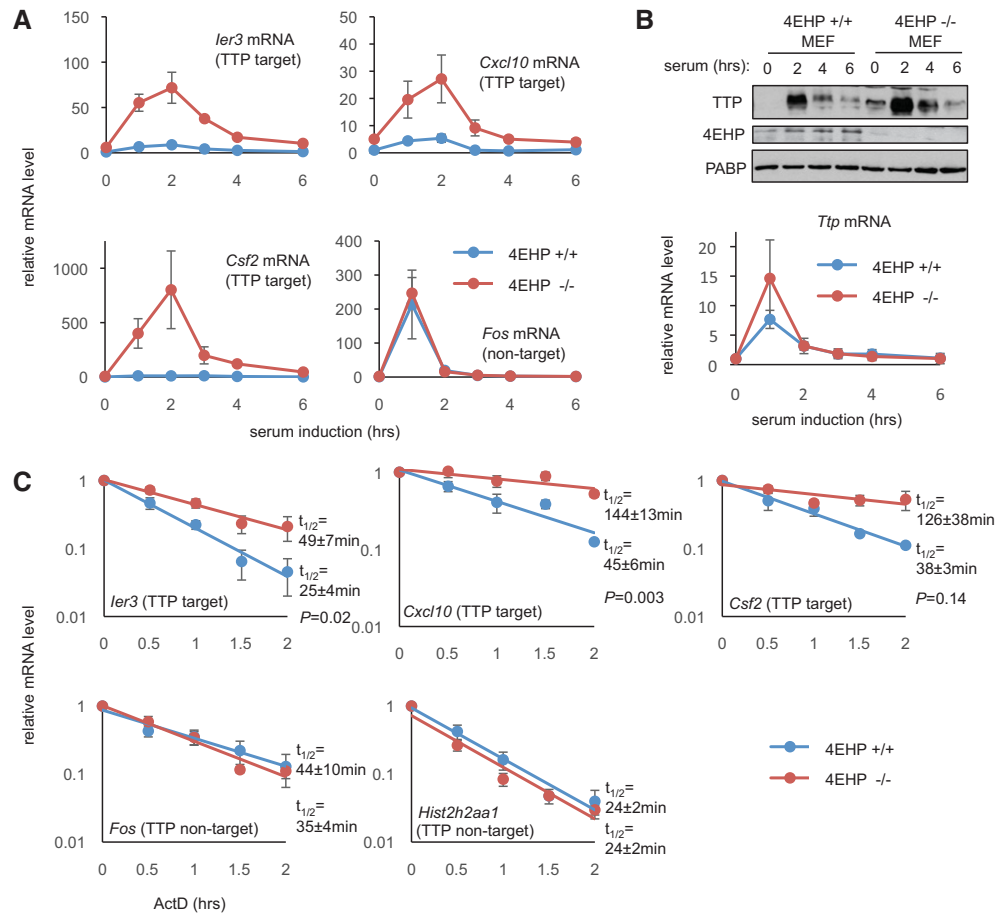 A
relative mRNA level
150
100
50
0
0 2 4 6
Ier3 mRNA
(TTP target)
50
40
30
20
10
0
0 2 4 6
Cxcl10 mRNA
(TTP target)
1000
500
0
0 2 4 6
Csf2 mRNA
(TTP target)
400
300
200
100
0
0 2 4 6
4EHP +/+
4EHP -/-
Fos mRNA
(non-target)
serum induction (hrs)
B
4EHP +/+
MEF
4EHP -/-
MEF
serum (hrs): 0 2 4 6 0 2 4 6
TTP
4EHP
PABP
Ttp mRNA
relative mRNA level
20
15
10
5
0
0 2 4 6
4EHP +/+
4EHP -/-
serum induction (hrs)
C
relative mRNA level
1
0.1
0.01
0 0.5 1 1.5 2
t1/2=
49±7min
t1/2=
25±4min
P=0.02
Ier3 (TTP target)
1
0.1
0.01
0 0.5 1 1.5 2
t1/2=
144±13min
t1/2=
45±6min
P=0.003
Cxcl10 (TTP target)
1
0.1
0.01
0 0.5 1 1.5 2
t1/2=
126±38min
t1/2=
38±3min
P=0.14
Csf2 (TTP target)
1
0.1
0.01
0 0.5 1 1.5 2
t1/2=
44±10min
t1/2=
35±4min
Fos (TTP non-target)
1
0.1
0.01
0 0.5 1 1.5 2
t1/2=
24±2min
t1/2=
24±2min
Hist2h2aa1
(TTP non-target)
4EHP +/+
4EHP -/-
ActD (hrs)